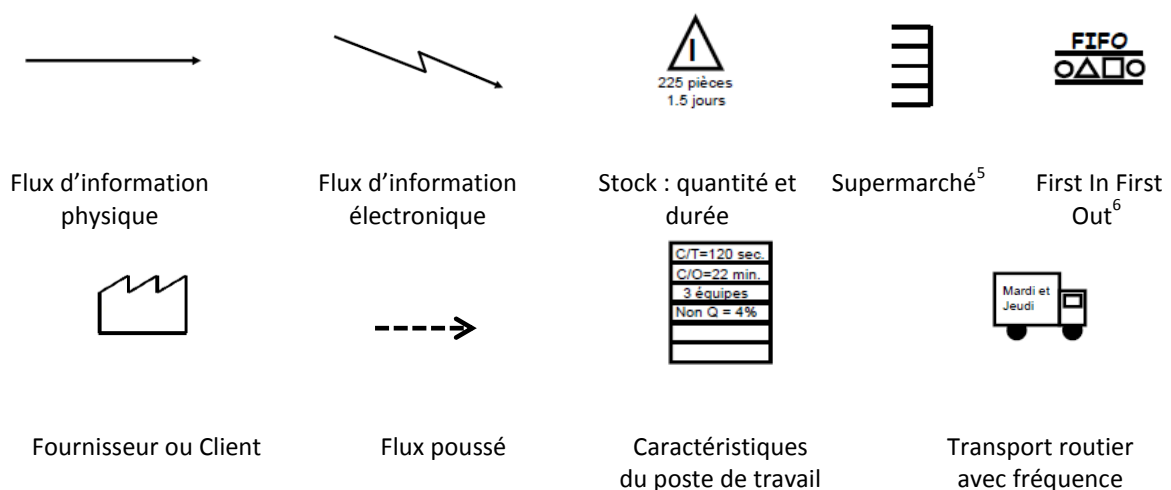 I
225 pièces
1.5 jours
FIFO
Flux d'information
physique
Flux d'information
électronique
Stock : quantité et
durée
Supermarché5
First In First
Out6
C/T=120 sec.
C/O=22 min.
3 équipes
Non Q = 4%
Mardi et
Jeudi
Fournisseur ou Client
Flux poussé
Caractéristiques
du poste de travail
Transport routier
avec fréquence